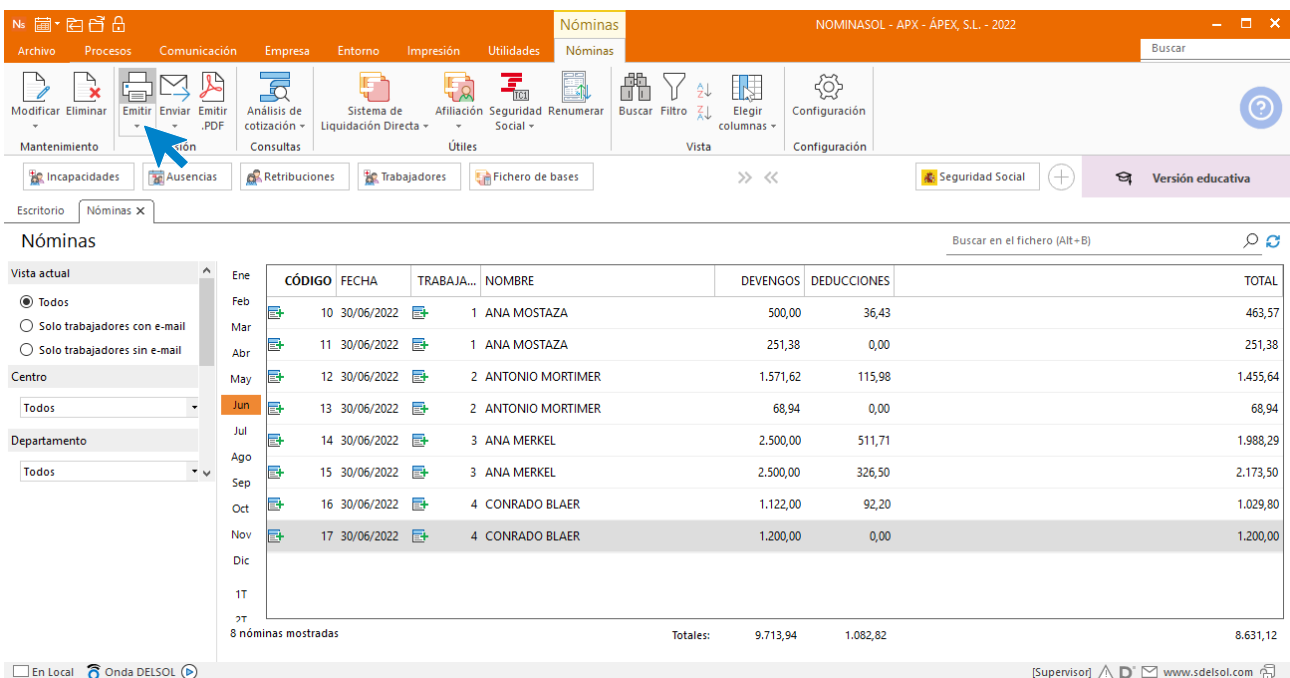 Ns Nóminas NOMINASOL - APX - ÁPEX, S.L. - 2022
Archivo Procesos Comunicación Empresa Entorno Impresión Utilidades Nóminas Buscar
Modificar Eliminar Emitir Enviar Emitir .PDF Análisis de cotización Sistema de Liquidación Directa Afiliación Seguridad Social Renumerar Buscar Filtro Elegir columnas Configuración
TC1
Mantenimiento Consultas Útiles Vista Configuración
Incapacidades Ausencias Retribuciones Trabajadores Fichero de bases Seguridad Social Versión educativa
Escritorio Nóminas
Nóminas Buscar en el fichero (Alt+B)
Vista actual
Todos
Solo trabajadores con e-mail
Solo trabajadores sin e-mail
Centro
Todos
Departamento
Todos
Ene
Feb
Mar
Abr
May
Jun
Jul
Ago
Sep
Oct
Nov
Dic
1T
2T
CÓDIGO FECHA TRABAJA... NOMBRE DEVENGOS DEDUCCIONES TOTAL
10 30/06/2022 1 ANA MOSTAZA 500,00 36,43 463,57
11 30/06/2022 1 ANA MOSTAZA 251,38 0,00 251,38
12 30/06/2022 2 ANTONIO MORTIMER 1.571,62 115,98 1.455,64
13 30/06/2022 2 ANTONIO MORTIMER 68,94 0,00 68,94
14 30/06/2022 3 ANA MERKEL 2.500,00 511,71 1.988,29
15 30/06/2022 3 ANA MERKEL 2.500,00 326,50 2.173,50
16 30/06/2022 4 CONRADO BLAER 1.122,00 92,20 1.029,80
17 30/06/2022 4 CONRADO BLAER 1.200,00 0,00 1.200,00
8 nóminas mostradas Totales: 9.713,94 1.082,82 8.631,12
En Local Onda DELSOL [Supervisor] D www.sdelsol.com